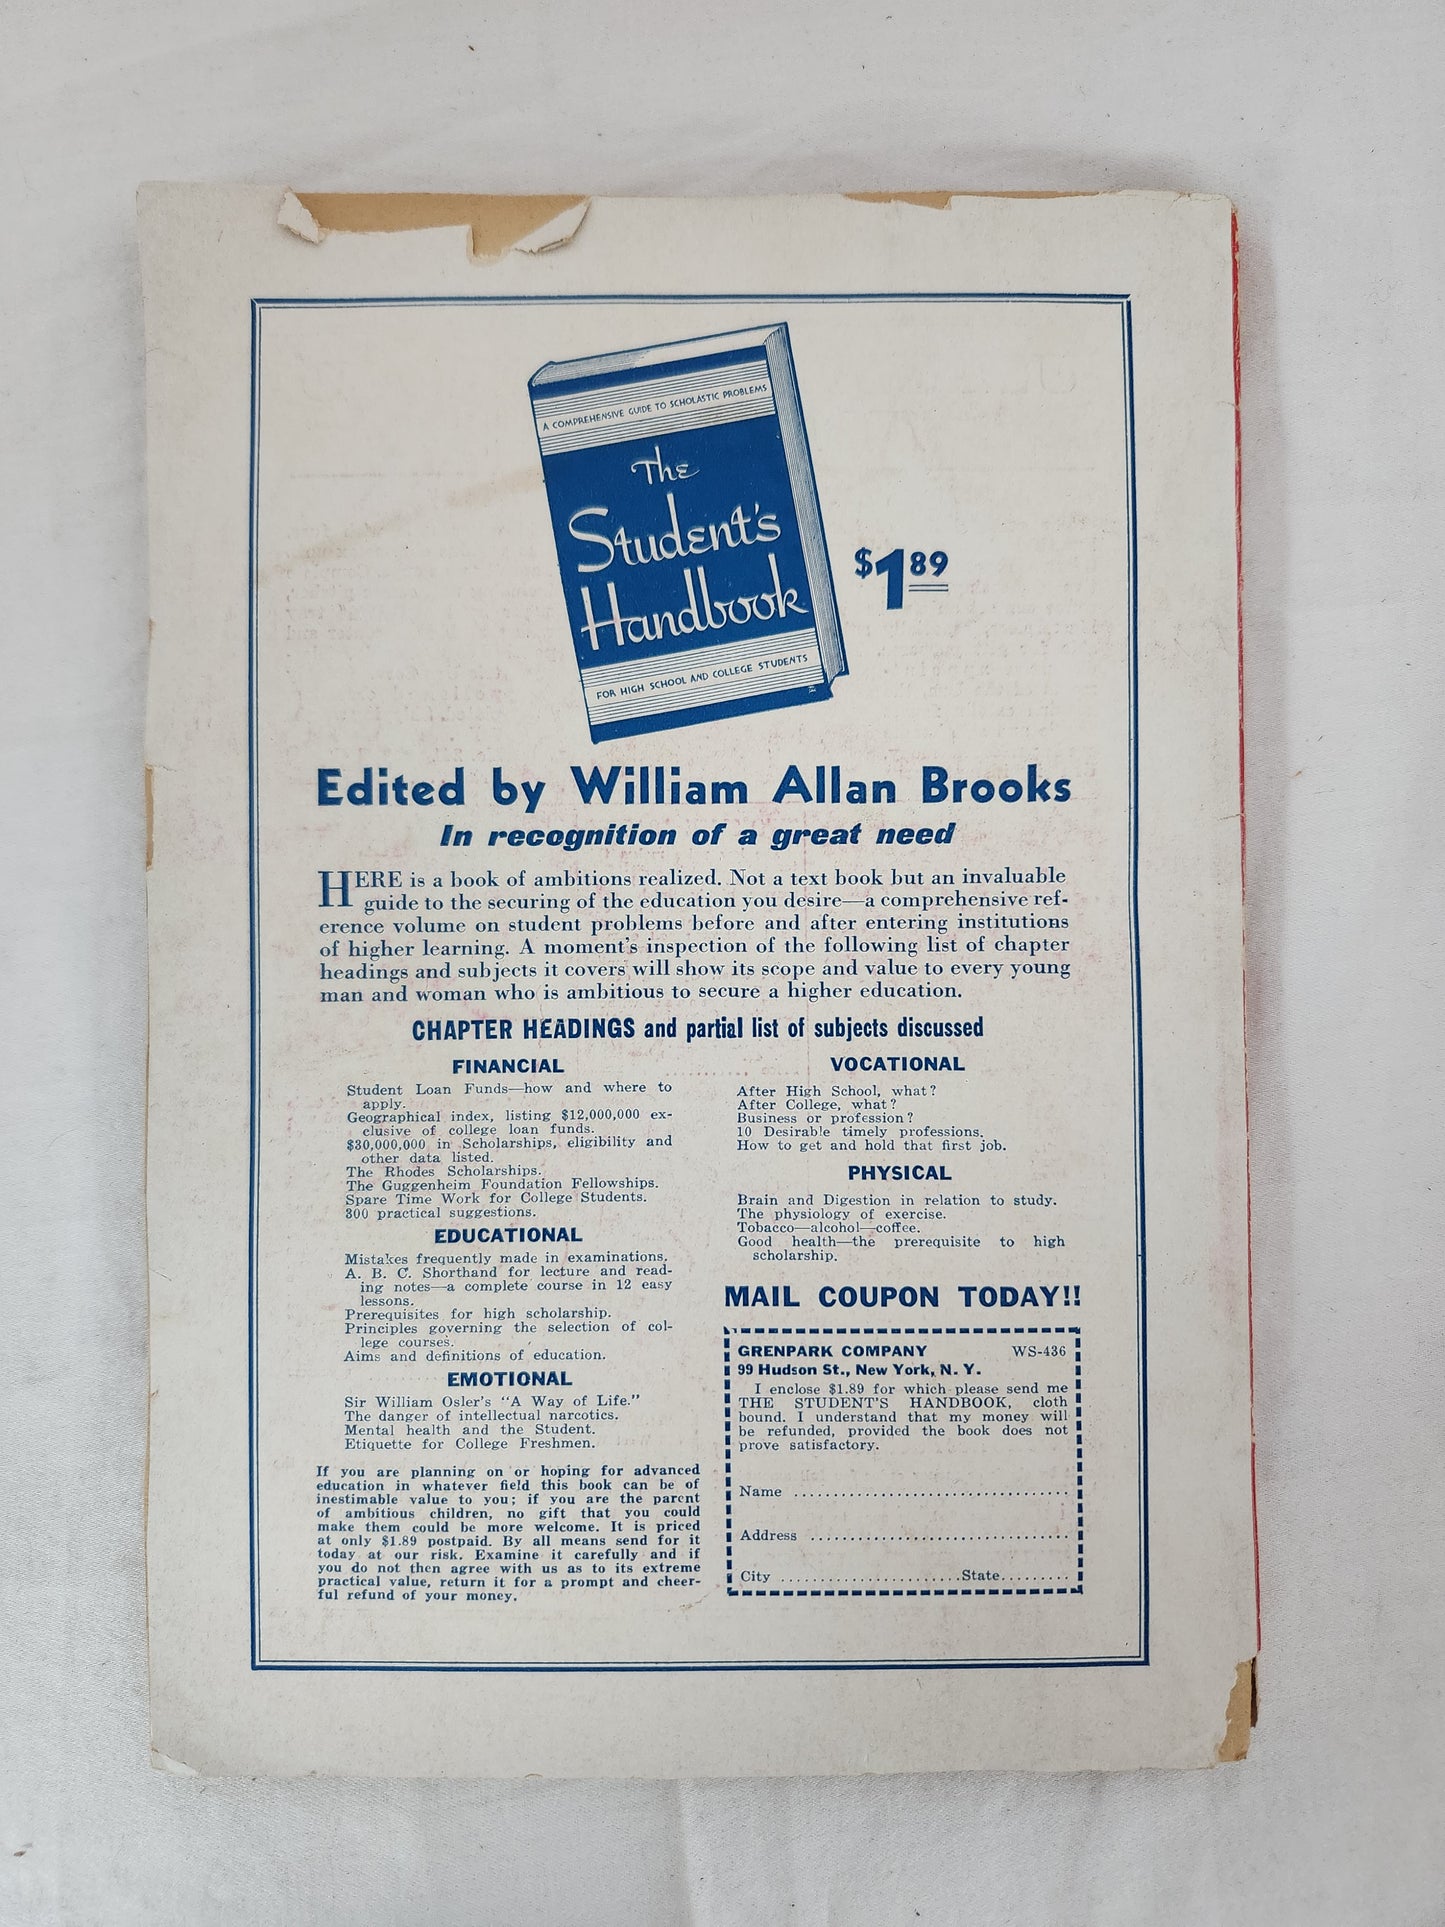 A COMPREHENSIVE GUIDE TO SCHOLASTIC PROBLEMS
The
Student's
Handbook
FOR HIGH SCHOOL AND COLLEGE STUDENTS
$1 89
Edited by William Allan Brooks
In recognition of a great need
HERE is a book of ambitions realized. Not a text book but an invaluable
guide to the securing of the education you desire—a comprehensive ref-
erence volume on student problems before and after entering institutions
of higher learning. A moment's inspection of the following list of chapter
headings and subjects it covers will show its scope and value to every young
man and woman who is ambitious to secure a higher education.
CHAPTER HEADINGS and partial list of subjects discussed
FINANCIAL
Student Loan Funds—how and where to
apply.
Geographical index, listing $12,000,000 ex-
clusive of college loan funds.
$30,000,000 in Scholarships, eligibility and
other data listed.
The Rhodes Scholarships.
The Guggenheim Foundation Fellowships.
Spare Time Work for College Students.
300 practical suggestions.
EDUCATIONAL
Mistakes frequently made in examinations.
A. B. C. Shorthand for lecture and read-
ing notes—a complete course in 12 easy
lessons.
Prerequisites for high scholarship.
Principles governing the selection of col-
lege courses.
Aims and definitions of education.
EMOTIONAL
Sir William Osler's "A Way of Life."
The danger of intellectual narcotics.
Mental health and the Student.
Etiquette for College Freshmen.
If you are planning on or hoping for advanced
education in whatever field this book can be of
inestimable value to you; if you are the parent
of ambitious children, no gift that you could
make them could be more welcome. It is priced
at only $1.89 postpaid. By all means send for it
today at our risk. Examine it carefully and if
you do not then agree with us as to its extreme
practical value, return it for a prompt and cheer-
ful refund of your money.
VOCATIONAL
After High School, what?
After College, what?
Business or profession?
10 Desirable timely professions.
How to get and hold that first job.
PHYSICAL
Brain and Digestion in relation to study.
The physiology of exercise.
Tobacco—alcohol—coffee.
Good health—the prerequisite to high
scholarship.
MAIL COUPON TODAY!!
GRENPARK COMPANY WS-436
99 Hudson St., New York, N. Y.
I enclose $1.89 for which please send me
THE STUDENT'S HANDBOOK, cloth
bound. I understand that my money will
be refunded, provided the book does not
prove satisfactory.
Name ..................................
Address ................................
City ......................State.........